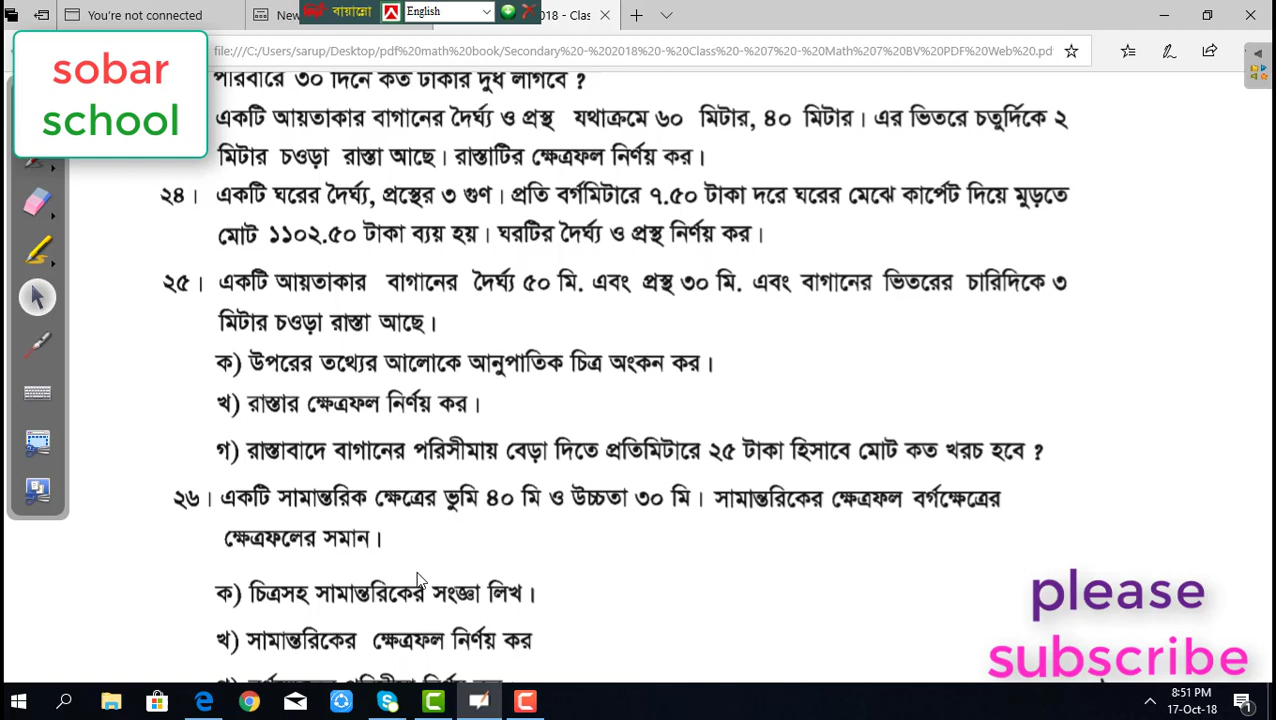 You're not connected
New
বায়ান্নো
English
2018 - Clas
file:///C:/Users/sarup/Desktop/pdf%20math%20book/Secondary%20-%202018%20-%20Class%20-%207%20-%20Math%207%20BV%20PDF%20Web%20.pd
sobar
school
পরিবারে ৩০ দিনে কত টাকার দুধ লাগবে ?
একটি আয়তাকার বাগানের দৈর্ঘ্য ও প্রস্থ যথাক্রমে ৬০ মিটার, ৪০ মিটার। এর ভিতরে চতুর্দিকে ২
মিটার চওড়া রাস্তা আছে। রাস্তাটির ক্ষেত্রফল নির্ণয় কর।
২৪। একটি ঘরের দৈর্ঘ্য, প্রস্থের ৩ গুণ। প্রতি বর্গমিটারে ৭.৫০ টাকা দরে ঘরের মেঝে কার্পেট দিয়ে মুড়তে
মোট ১১০২.৫০ টাকা ব্যয় হয়। ঘরটির দৈর্ঘ্য ও প্রস্থ নির্ণয় কর।
২৫। একটি আয়তাকার বাগানের দৈর্ঘ্য ৫০ মি. এবং প্রস্থ ৩০ মি. এবং বাগানের ভিতরের চারিদিকে ৩
মিটার চওড়া রাস্তা আছে।
ক) উপরের তথ্যের আলোকে আনুপাতিক চিত্র অংকন কর।
খ) রাস্তার ক্ষেত্রফল নির্ণয় কর।
গ) রাস্তাবাদে বাগানের পরিসীমায় বেড়া দিতে প্রতিমিটারে ২৫ টাকা হিসাবে মোট কত খরচ হবে ?
২৬। একটি সামান্তরিক ক্ষেত্রের ভুমি ৪০ মি ও উচ্চতা ৩০ মি। সামান্তরিকের ক্ষেত্রফল বর্গক্ষেত্রের
ক্ষেত্রফলের সমান।
ক) চিত্রসহ সামান্তরিকের সংজ্ঞা লিখ।
খ) সামান্তরিকের ক্ষেত্রফল নির্ণয় কর
please
subscribe
8:51 PM
17-Oct-18